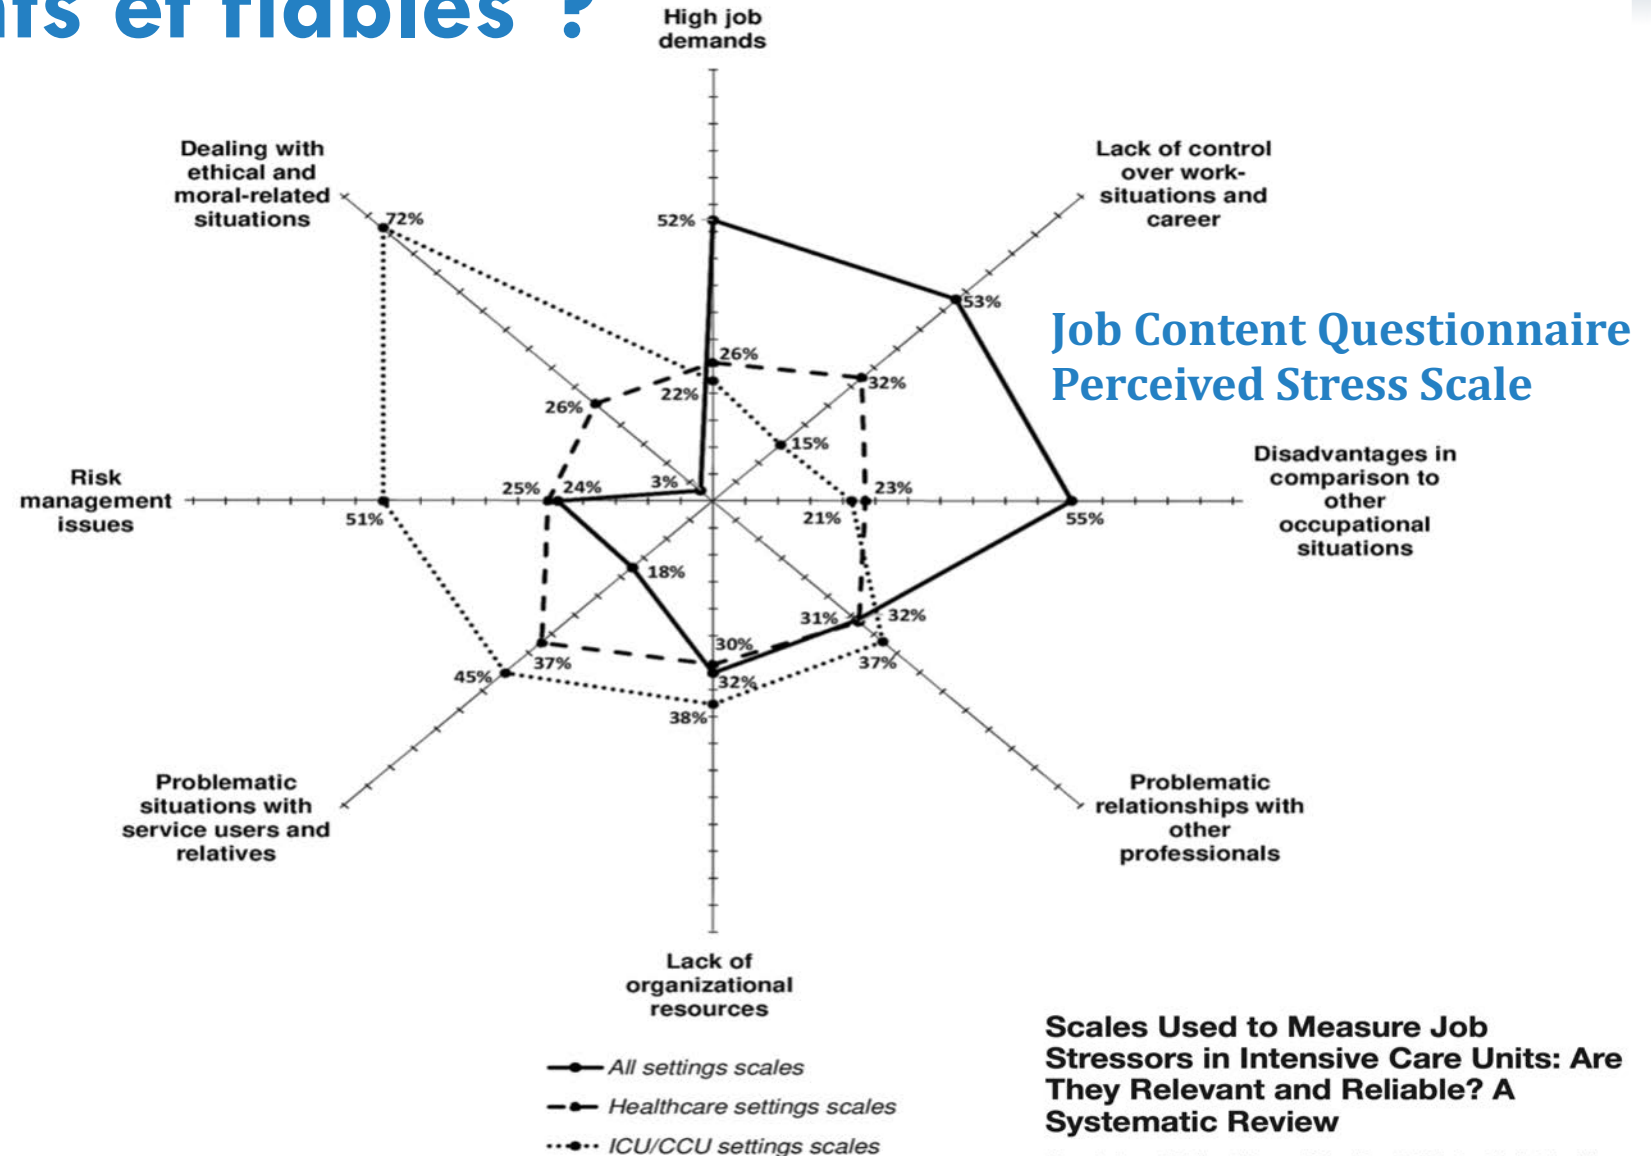 nts et fiables ?
High job
demands
Dealing with
ethical and
moral-related
situations
Lack of control
over work-
situations and
career
72%
52%
53%
Job Content Questionnaire
Perceived Stress Scale
26%
32%
22%
26%
15%
Disadvantages in
comparison to
other
occupational
situations
Risk
management
issues
3%
25%
24%
23%
51%
21%
55%
18%
31%
32%
30%
37%
37%
45%
32%
38%
Problematic
situations with
service users and
relatives
Problematic
relationships with
other
professionals
Lack of
organizational
resources
All settings scales
Healthcare settings scales
ICU/CCU settings scales
Scales Used to Measure Job
Stressors in Intensive Care Units: Are
They Relevant and Reliable? A
Systematic Review